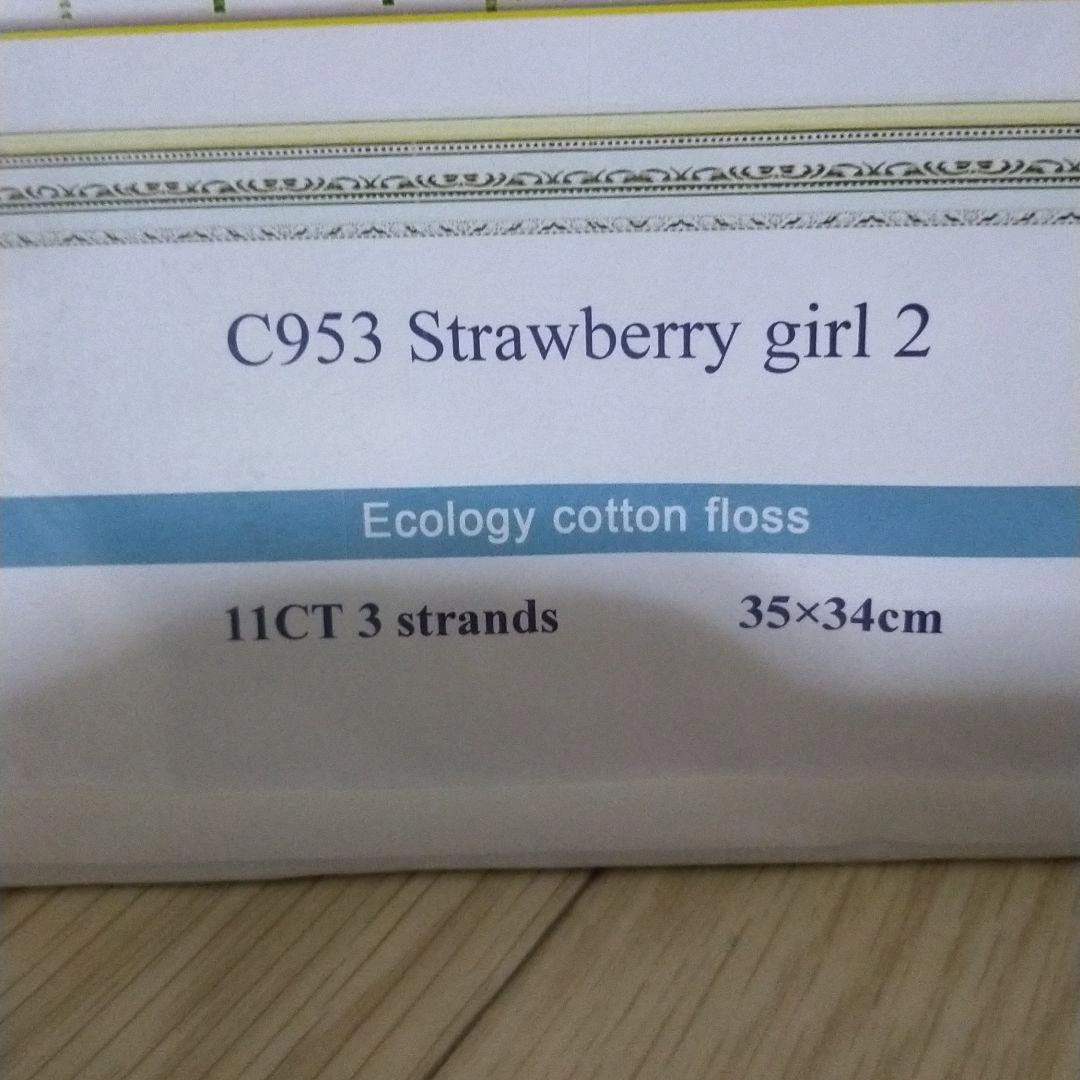 C953 Strawberry girl 2
Ecology cotton floss
11CT 3 strands 35×34cm